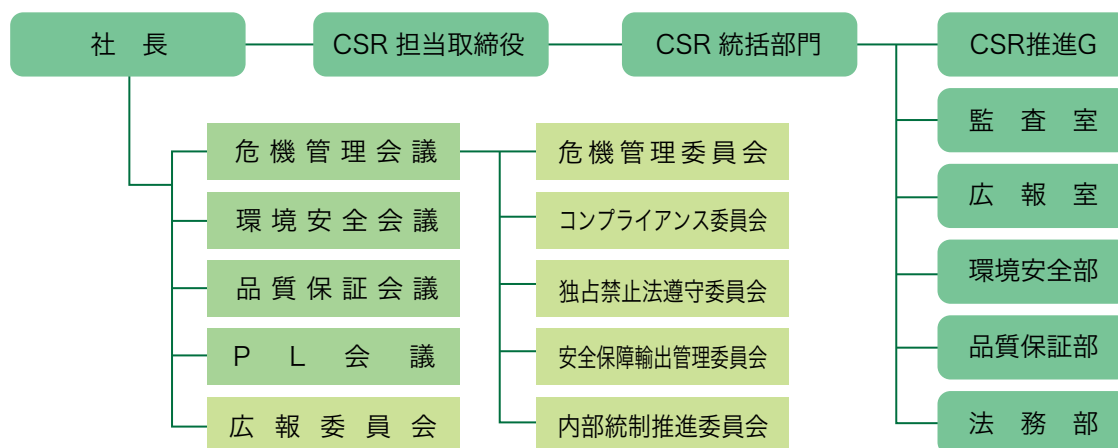 社　長
CSR 担当取締役
CSR 統括部門
CSR推進G
監　査　室
広　報　室
環境安全部
品質保証部
法　務　部
危機管理会議
環境安全会議
品質保証会議
P　L　会　議
広報委員会
危機管理委員会
コンプライアンス委員会
独占禁止法遵守委員会
安全保障輸出管理委員会
内部統制推進委員会